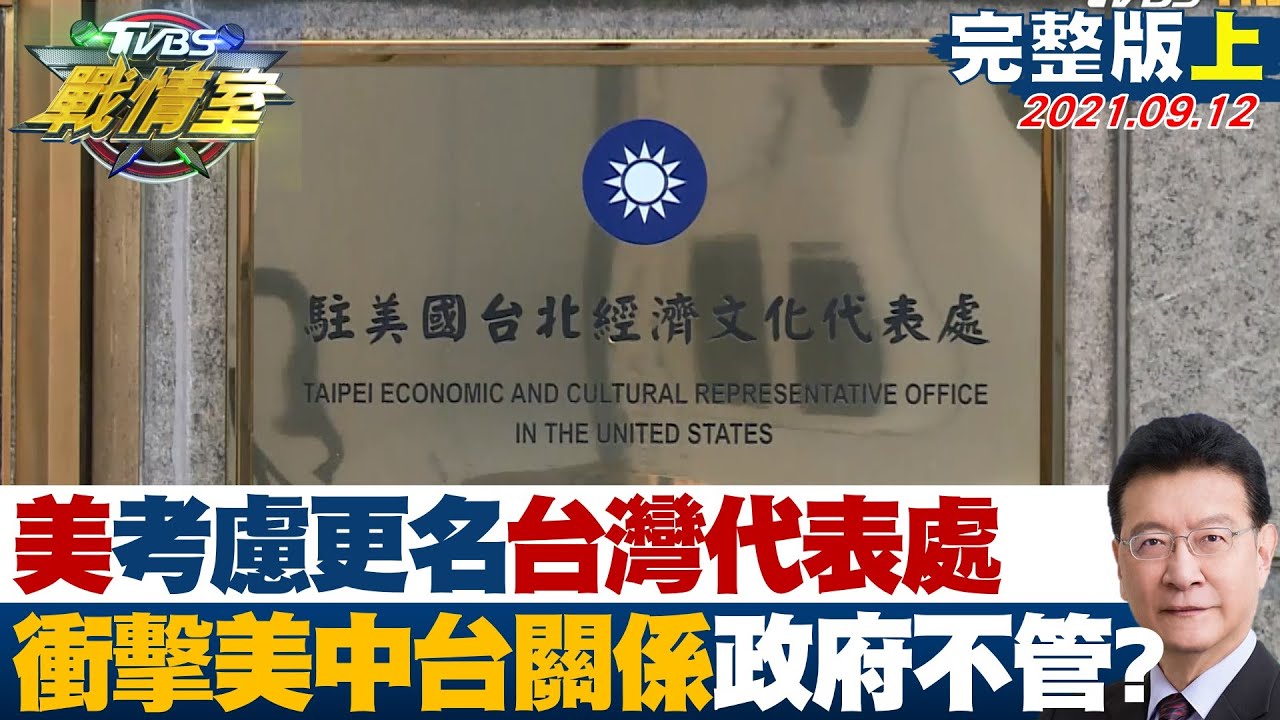 TVBS
戰情室
完整版上
2021.09.12
駐美國台北經濟文化代表處
TAIPEI ECONOMIC AND CULTURAL REPRESENTATIVE OFFICE
IN THE UNITED STATES
美考慮更名台灣代表處
衝擊美中台關係政府不管?